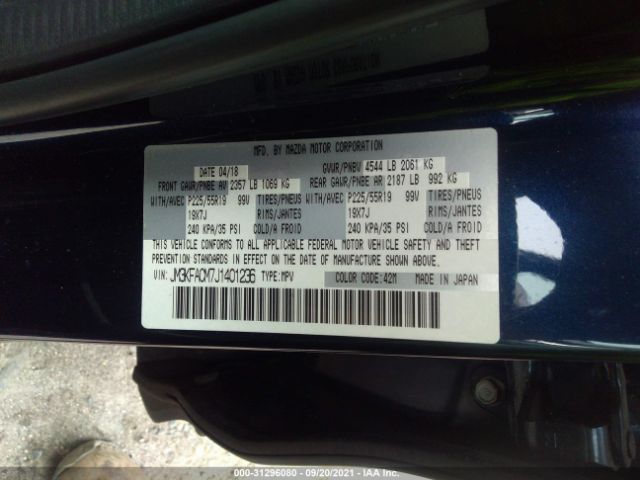 MFD. BY MAZDA MOTOR CORPORATION
DATE 04/18 GVWR/PNBV 4544 LB 2061 KG
FRONT GAWR/PNBE AV 2357 LB 1069 KG REAR GAWR/PNBE AR 2187 LB 992 KG
WITH/AVEC P225/55R19 99V TIRES/PNEUS WITH/AVEC P225/55R19 99V TIRES/PNEUS
19X7J RIMS/JANTES 19X7J RIMS/JANTES
240 KPA/35 PSI COLD/A FROID 240 KPA/35 PSI COLD/A FROID
THIS VEHICLE CONFORMS TO ALL APPLICABLE FEDERAL MOTOR VEHICLE SAFETY AND THEFT
PREVENTION STANDARDS IN EFFECT ON THE DATE OF MANUFACTURE SHOWN ABOVE.
VIN: JM3KFACM7J1401236 TYPE: MPV COLOR CODE: 42M MADE IN JAPAN
000-31296080 - 09/20/2021 - IAA Inc.